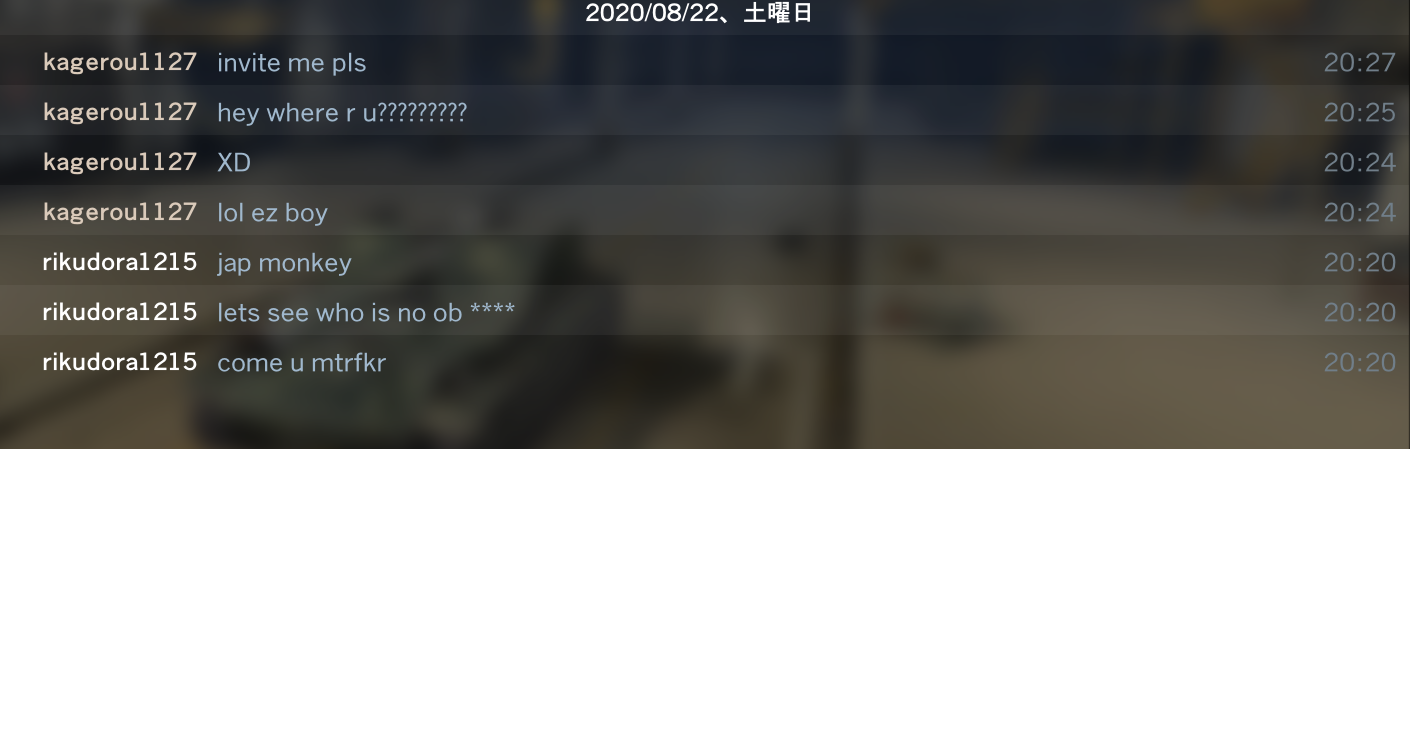 2020/08/22、土曜日
kagerou1127 invite me pls 20:27
kagerou1127 hey where r u????????? 20:25
kagerou1127 XD 20:24
kagerou1127 lol ez boy 20:24
rikudora1215 jap monkey 20:20
rikudora1215 lets see who is no ob **** 20:20
rikudora1215 come u mtrfkr 20:20